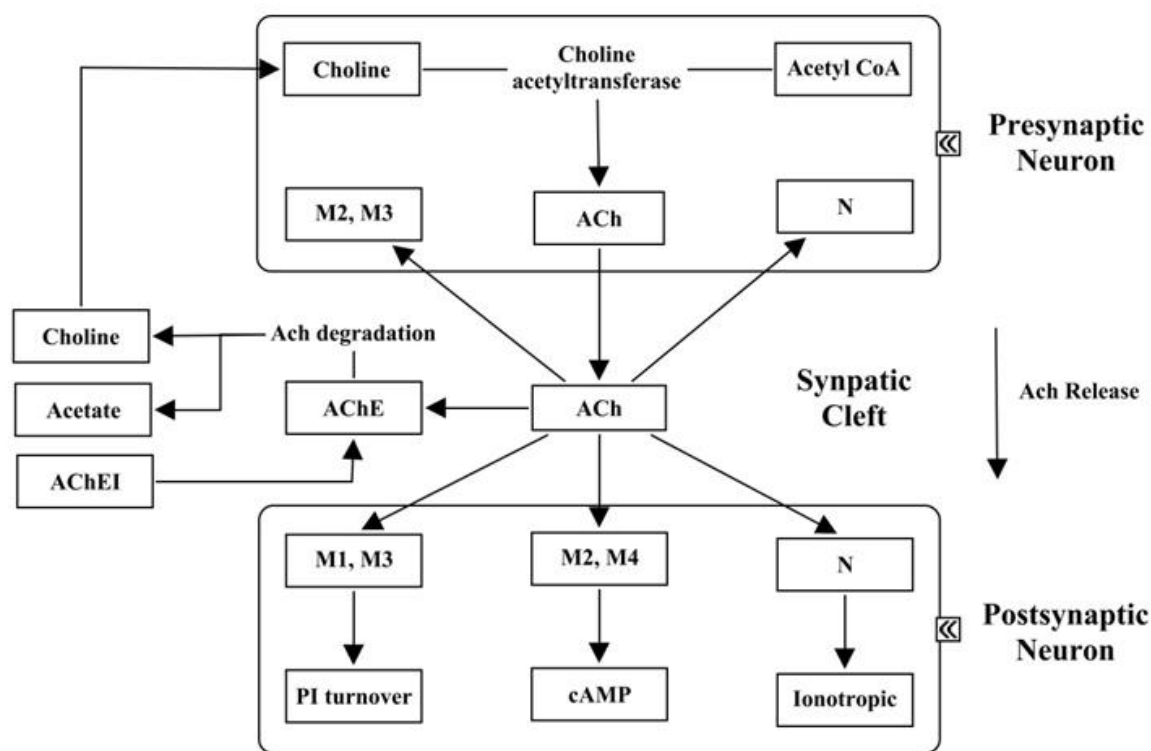 Choline
Choline
acetyltransferase
Acetyl CoA
Presynaptic
Neuron
M2, M3
ACh
N
Choline
Ach degradation
Acetate
AChE
ACh
Synpatic
Cleft
Ach Release
AChEI
M1, M3
M2, M4
N
Postsynaptic
Neuron
PI turnover
cAMP
Ionotropic